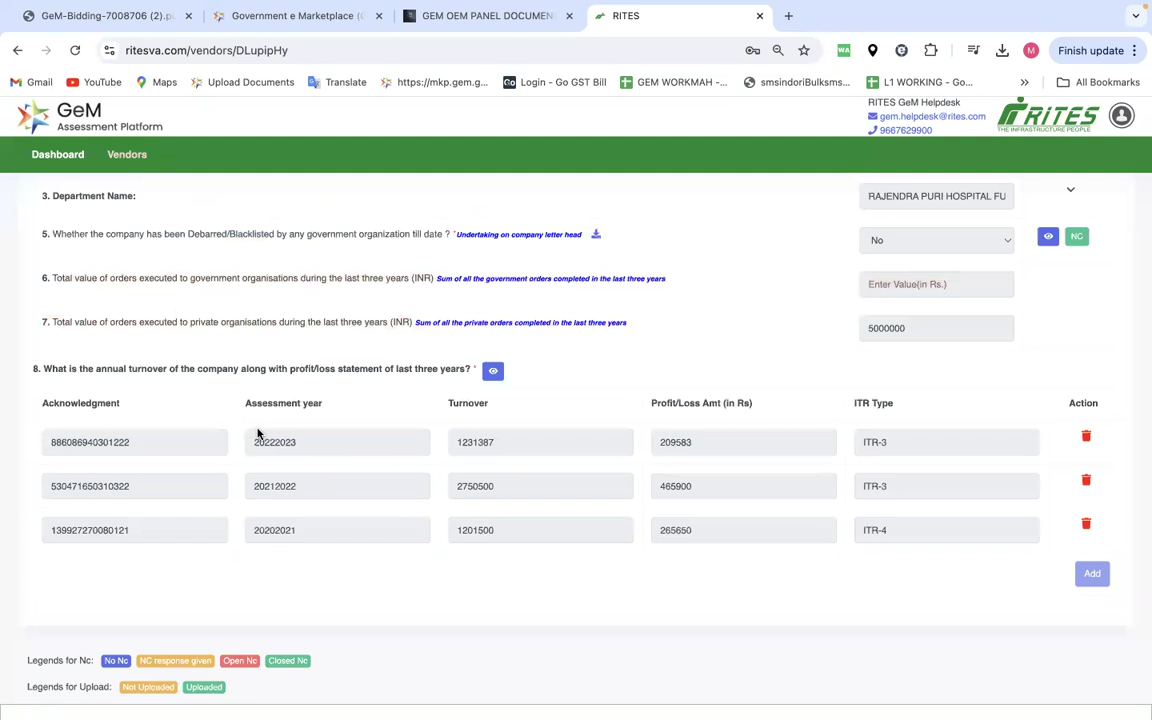 GeM-Bidding-7008706 (2).p
Government e Marketplace (
GEM OEM PANEL DOCUMEN
RITES
ritesva.com/vendors/DLupipHy
WA
M
Finish update
Gmail
YouTube
Maps
Upload Documents
Translate
https://mkp.gem.g...
Go Login - Go GST Bill
GEM WORKMAH -...
smsindoriBulksms...
L1 WORKING - Go...
All Bookmarks
GeM
Assessment Platform
RITES GeM Helpdesk
gem.helpdesk@rites.com
9667629900
RITES
THE INFRASTRUCTURE PEOPLE
Dashboard
Vendors
3. Department Name:
RAJENDRA PURI HOSPITAL FU
5. Whether the company has been Debarred/Blacklisted by any government organization till date ? *Undertaking on company letter head
No
NC
6. Total value of orders executed to government organisations during the last three years (INR) Sum of all the government orders completed in the last three years
Enter Value(in Rs.)
7. Total value of orders executed to private organisations during the last three years (INR) Sum of all the private orders completed in the last three years
5000000
8. What is the annual turnover of the company along with profit/loss statement of last three years? *
Acknowledgment Assessment year Turnover Profit/Loss Amt (in Rs) ITR Type Action
886086940301222 20222023 1231387 209583 ITR-3
530471650310322 20212022 2750500 465900 ITR-3
139927270080121 20202021 1201500 265650 ITR-4
Add
Legends for Nc: No Nc NC response given Open Nc Closed Nc
Legends for Upload: Not Uploaded Uploaded